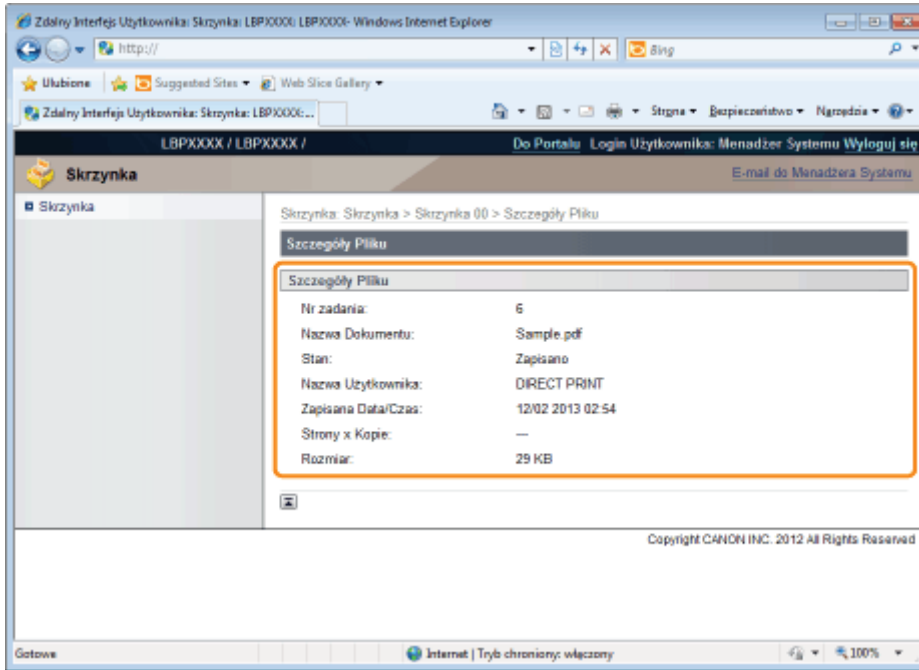 Zdalny Interfejs Użytkownika: Skrzynka: LBPXXXX: LBPXXXX- Windows Internet Explorer
http://
Bing
Ulubione Suggested Sites Web Slice Gallery
Zdalny Interfejs Użytkownika: Skrzynka: LBPXXXX:... Strona Bezpieczeństwo Narzędzia
LBPXXXX / LBPXXXX / Do Portalu Login Użytkownika: Menadżer Systemu Wyloguj się
Skrzynka E-mail do Menadżera Systemu
Skrzynka
Skrzynka: Skrzynka > Skrzynka 00 > Szczegóły Pliku
Szczegóły Pliku
Szczegóły Pliku
Nr zadania: 6
Nazwa Dokumentu: Sample.pdf
Stan: Zapisano
Nazwa Użytkownika: DIRECT PRINT
Zapisana Data/Czas: 12/02 2013 02:54
Strony x Kopie: —
Rozmiar: 29 KB
Copyright CANON INC. 2012 All Rights Reserved
Gotowe Internet | Tryb chroniony: włączony 100%